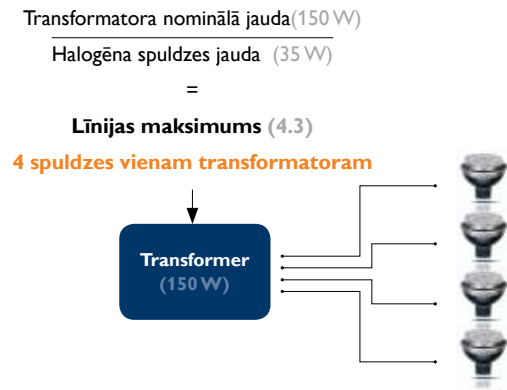 Transformatora nominālā jauda(150 W)
Halogēna spuldzes jauda (35 W)
=
Līnijas maksimums (4.3)
4 spuldzes vienam transformatoram
Transformer
(150 W)